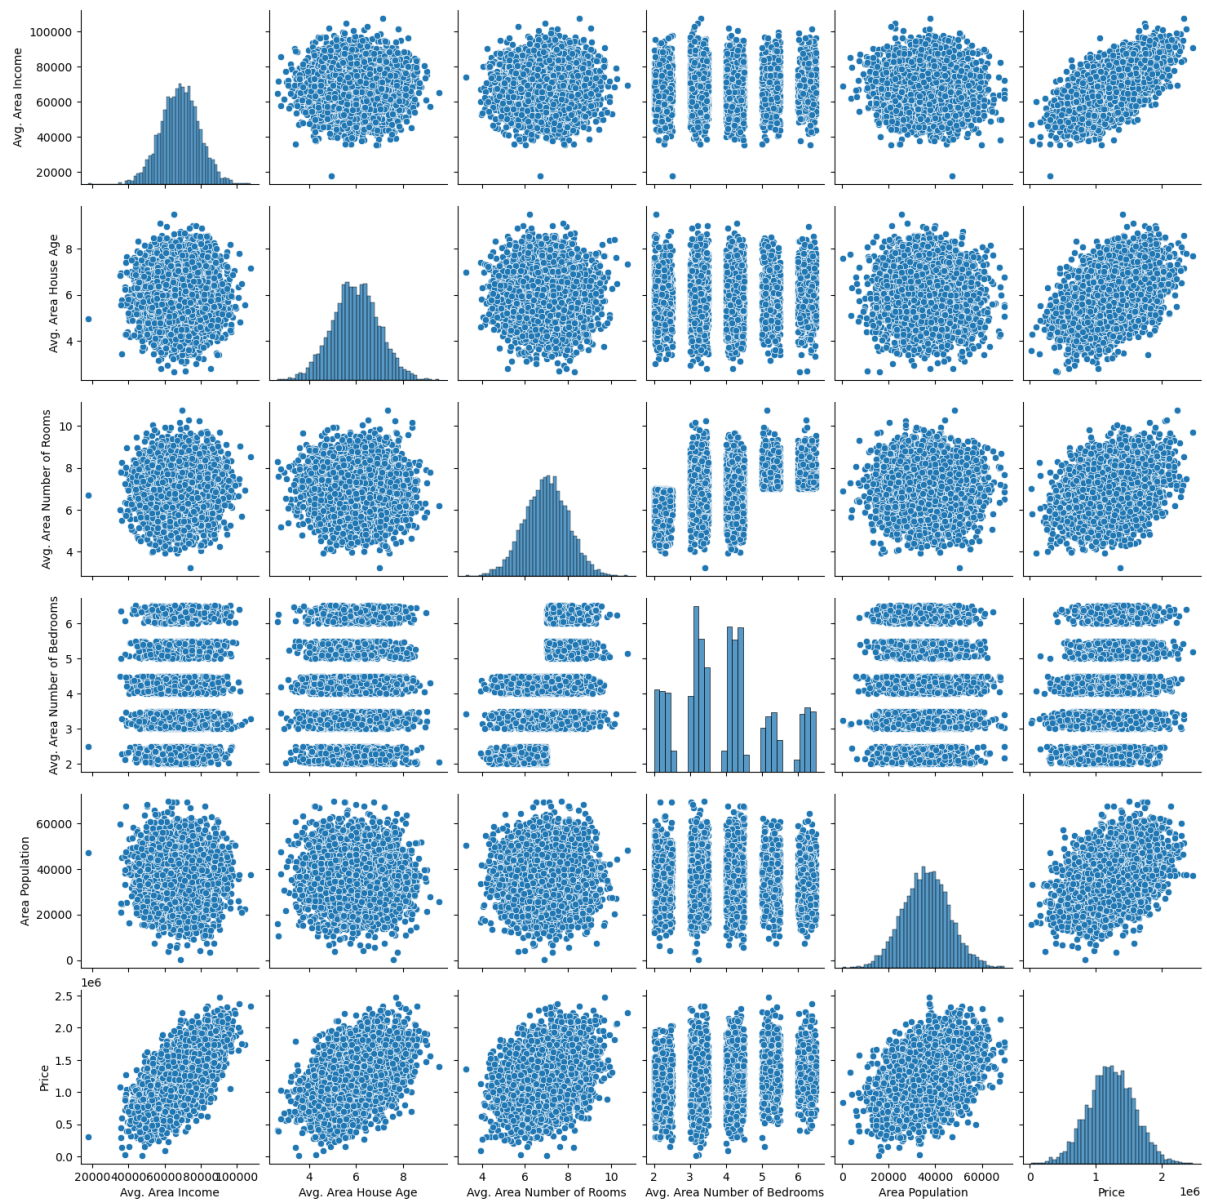 100000
80000
60000
40000
20000
Avg. Area Income
8
6
4
Avg. Area House Age
10
8
6
4
Avg. Area Number of Rooms
6
5
4
3
2
Avg. Area Number of Bedrooms
60000
40000
20000
0
Area Population
1e6
2.5
2.0
1.5
1.0
0.5
0.0
Price
20000 40000 60000 80000 100000 4 6 8 4 6 8 10 2 3 4 5 6 0 20000 40000 60000 0 1 2
1e6
Avg. Area Income Avg. Area House Age Avg. Area Number of Rooms Avg. Area Number of Bedrooms Area Population Price